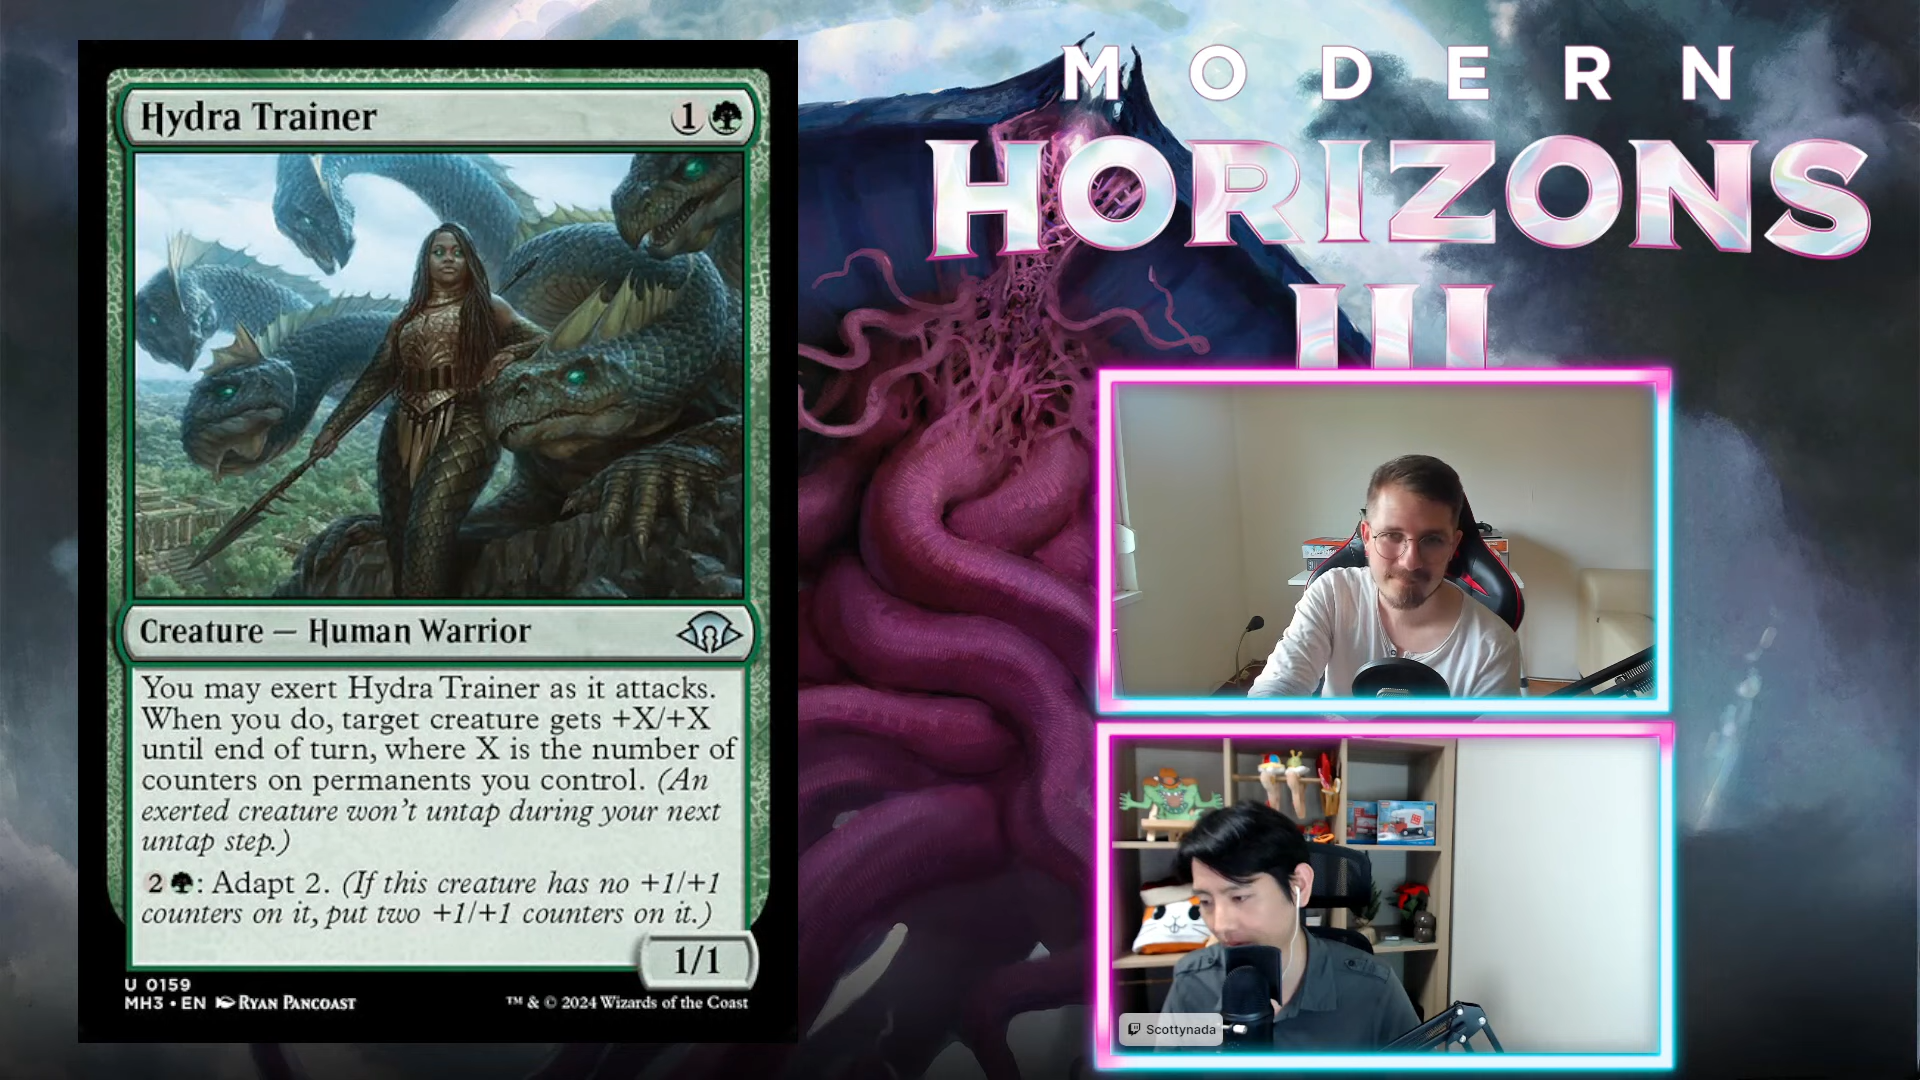 Hydra Trainer 1
Creature — Human Warrior
You may exert Hydra Trainer as it attacks.
When you do, target creature gets +X/+X
until end of turn, where X is the number of
counters on permanents you control. (An
exerted creature won't untap during your next
untap step.)
2 : Adapt 2. (If this creature has no +1/+1
counters on it, put two +1/+1 counters on it.)
1/1
U 0159
MH3 • EN RYAN PANCOAST
™ & © 2024 Wizards of the Coast
MODERN
HORIZONS
III
Scottynada